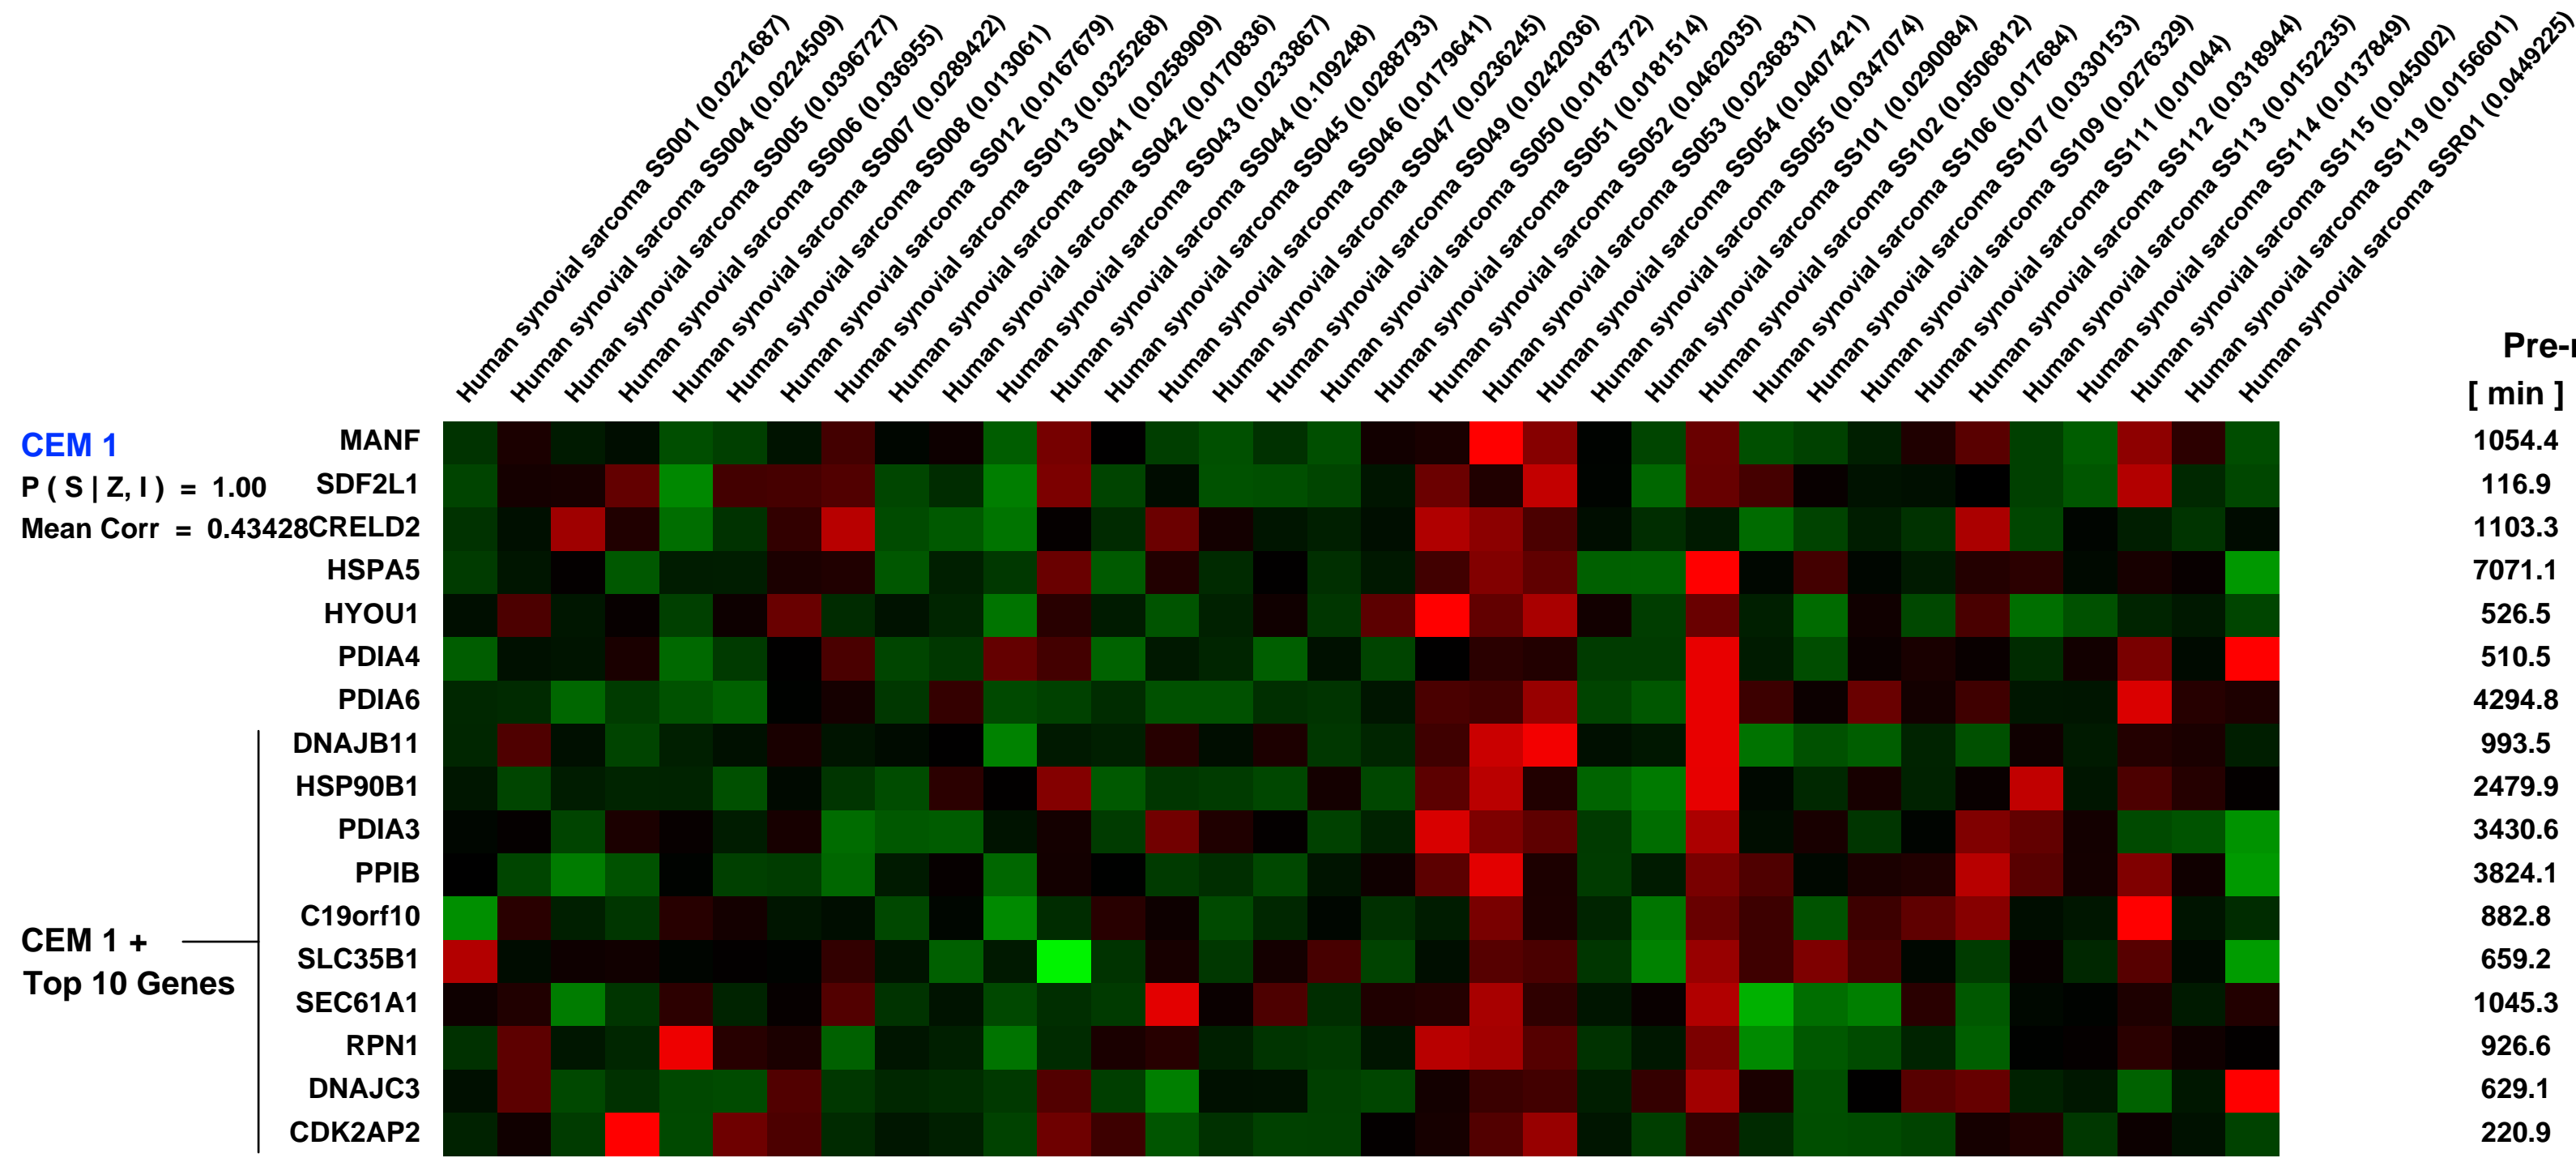 Human synovial sarcoma SS001 (0.0221687)
Human synovial sarcoma SS004 (0.0224509)
Human synovial sarcoma SS005 (0.0396727)
Human synovial sarcoma SS006 (0.036955)
Human synovial sarcoma SS007 (0.0289422)
Human synovial sarcoma SS008 (0.013061)
Human synovial sarcoma SS012 (0.0167679)
Human synovial sarcoma SS013 (0.0325268)
Human synovial sarcoma SS041 (0.0258909)
Human synovial sarcoma SS042 (0.0170836)
Human synovial sarcoma SS043 (0.0233867)
Human synovial sarcoma SS044 (0.109248)
Human synovial sarcoma SS045 (0.0288793)
Human synovial sarcoma SS046 (0.0179641)
Human synovial sarcoma SS047 (0.0236245)
Human synovial sarcoma SS049 (0.0242036)
Human synovial sarcoma SS050 (0.0187372)
Human synovial sarcoma SS051 (0.0181514)
Human synovial sarcoma SS052 (0.0462035)
Human synovial sarcoma SS053 (0.0236831)
Human synovial sarcoma SS054 (0.0407421)
Human synovial sarcoma SS055 (0.0347074)
Human synovial sarcoma SS101 (0.0290084)
Human synovial sarcoma SS102 (0.0506812)
Human synovial sarcoma SS106 (0.017684)
Human synovial sarcoma SS107 (0.0330153)
Human synovial sarcoma SS109 (0.0276329)
Human synovial sarcoma SS111 (0.01044)
Human synovial sarcoma SS112 (0.0318944)
Human synovial sarcoma SS113 (0.0152235)
Human synovial sarcoma SS114 (0.0137849)
Human synovial sarcoma SS115 (0.045002)
Human synovial sarcoma SS119 (0.0156601)
Human synovial sarcoma SSR01 (0.0449225)
Pre-
[ min ]
CEM 1
P ( S | Z, I ) = 1.00
Mean Corr = 0.43428
MANF 1054.4
SDF2L1 116.9
CRELD2 1103.3
HSPA5 7071.1
HYOU1 526.5
PDIA4 510.5
PDIA6 4294.8
DNAJB11 993.5
HSP90B1 2479.9
PDIA3 3430.6
PPIB 3824.1
C19orf10 882.8
SLC35B1 659.2
SEC61A1 1045.3
RPN1 926.6
DNAJC3 629.1
CDK2AP2 220.9
CEM 1 +
Top 10 Genes